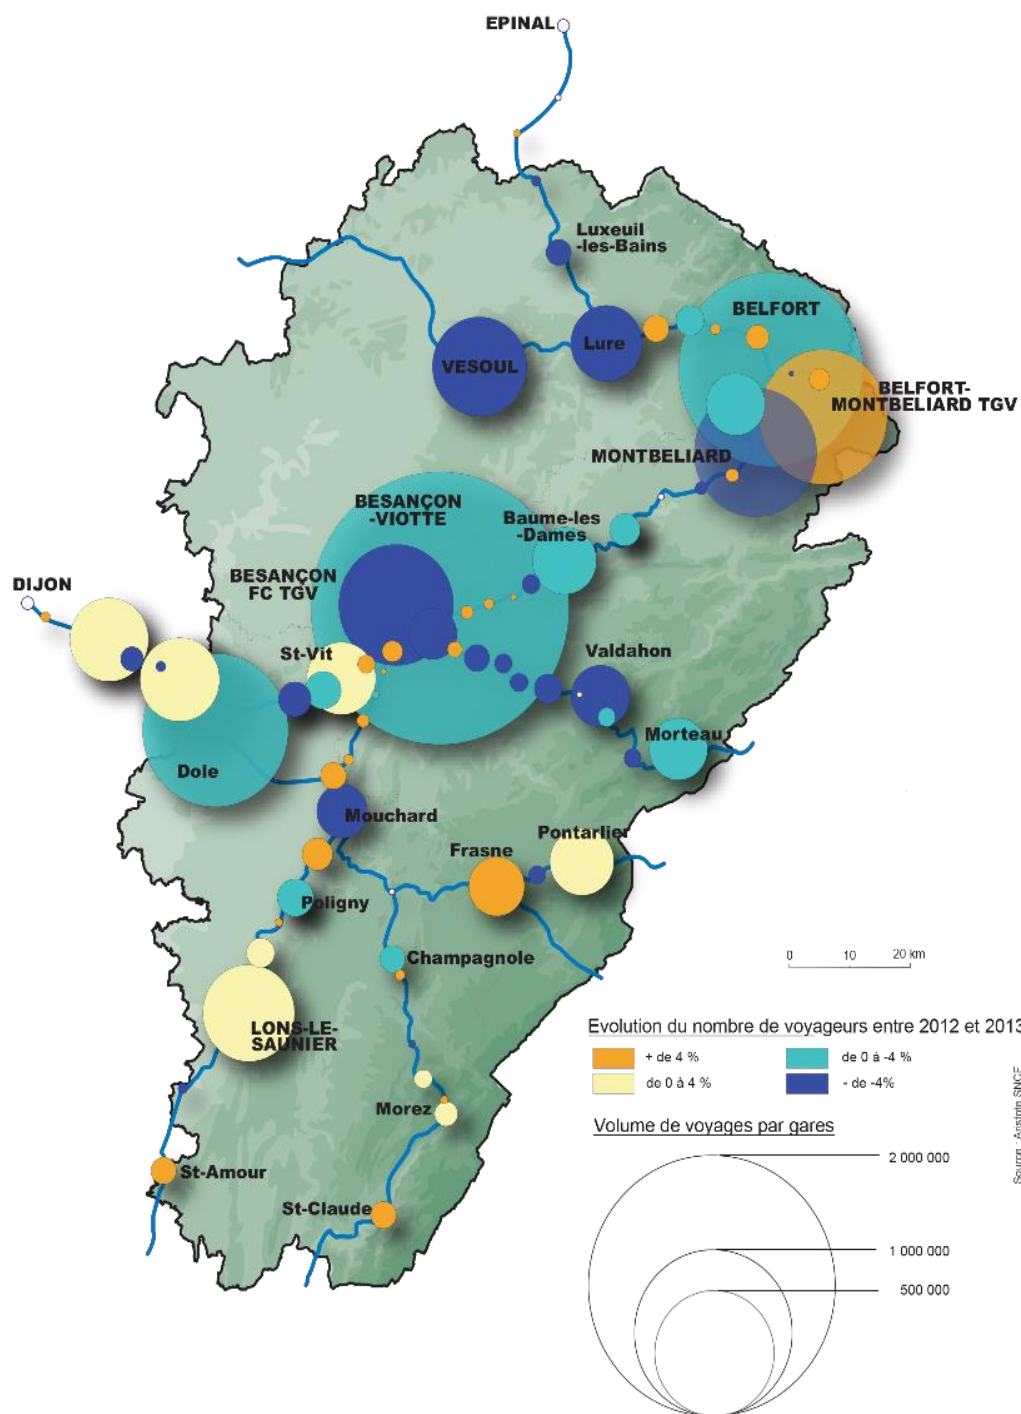 EPINAL
Luxeuil
-les-Bains
BELFORT
Lure
VESOUL
BELFORT-
MONTBELIARD TGV
MONTBELIARD
BESANÇON
-VIOTTE
Baume-les
-Dames
BESANÇON
FC TGV
DIJON
St-Vit
Valdahon
Morteau
Dole
Mouchard
Pontarlier
Frasne
Poligny
Champagnole
LONS-LE-
SAUNIER
Morez
St-Amour
St-Claude
0 10 20 km
Evolution du nombre de voyageurs entre 2012 et 2013
+ de 4 %
de 0 à -4 %
de 0 à 4 %
- de -4%
Volume de voyages par gares
2 000 000
1 000 000
500 000
Source : Aristote SNCF